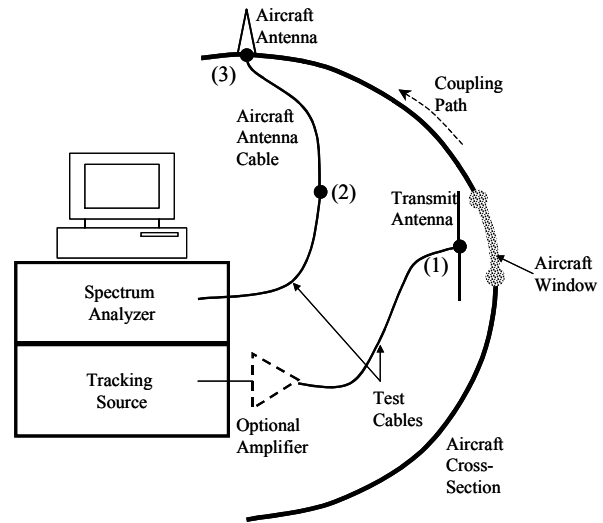 Aircraft
Antenna
(3)
Coupling
Path
Aircraft
Antenna
Cable
(2)
Transmit
Antenna
(1)
Aircraft
Window
Spectrum
Analyzer
Tracking
Source
Optional
Amplifier
Test
Cables
Aircraft
Cross-
Section